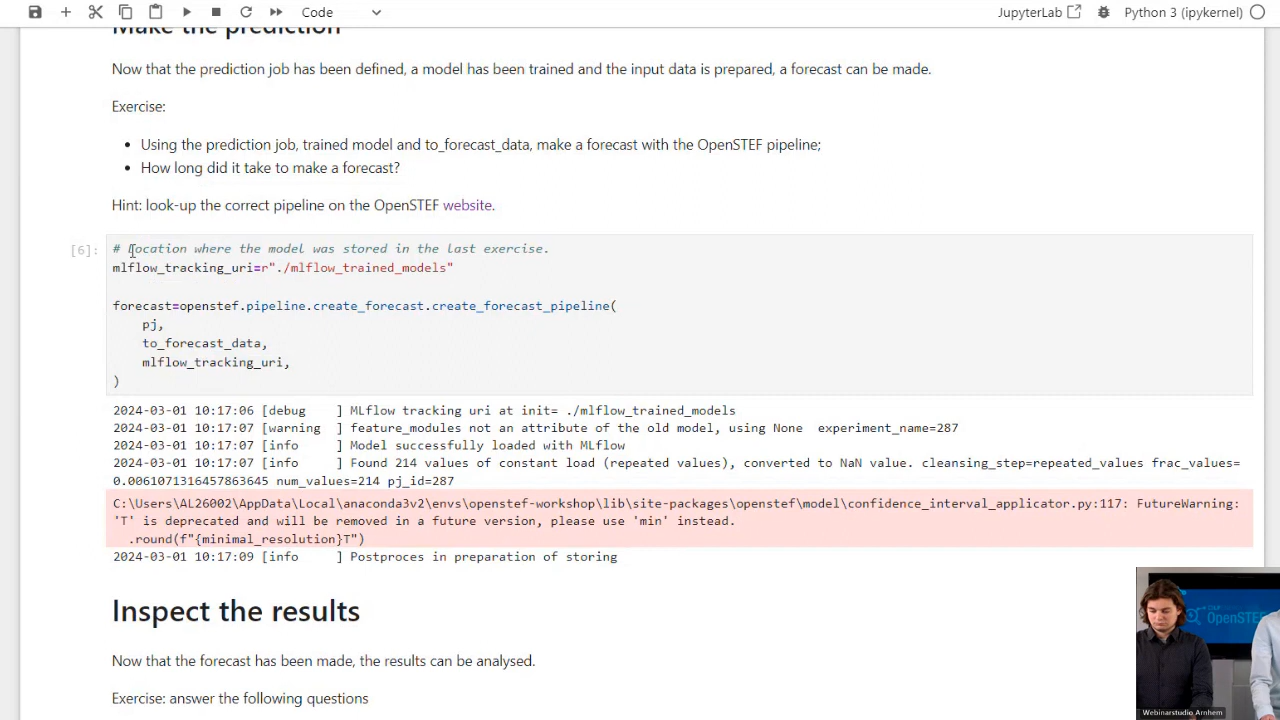 Code
JupyterLab
Python 3 (ipykernel)
Make the prediction
Now that the prediction job has been defined, a model has been trained and the input data is prepared, a forecast can be made.
Exercise:
• Using the prediction job, trained model and to_forecast_data, make a forecast with the OpenSTEF pipeline;
• How long did it take to make a forecast?
Hint: look-up the correct pipeline on the OpenSTEF website.
[6]:
# Location where the model was stored in the last exercise.
mlflow_tracking_uri=r"./mlflow_trained_models"
forecast=openstef.pipeline.create_forecast.create_forecast_pipeline(
pj,
to_forecast_data,
mlflow_tracking_uri,
)
2024-03-01 10:17:06 [debug    ] MLflow tracking uri at init= ./mlflow_trained_models
2024-03-01 10:17:07 [warning  ] feature_modules not an attribute of the old model, using None  experiment_name=287
2024-03-01 10:17:07 [info     ] Model successfully loaded with MLflow
2024-03-01 10:17:07 [info     ] Found 214 values of constant load (repeated values), converted to NaN value. cleansing_step=repeated_values frac_values=
0.0061071316457863645 num_values=214 pj_id=287
C:\Users\AL26002\AppData\Local\anaconda3v2\envs\openstef-workshop\lib\site-packages\openstef\model\confidence_interval_applicator.py:117: FutureWarning:
'T' is deprecated and will be removed in a future version, please use 'min' instead.
.round(f"{minimal_resolution}T")
2024-03-01 10:17:09 [info     ] Postproces in preparation of storing
Inspect the results
Now that the forecast has been made, the results can be analysed.
Exercise: answer the following questions
OpenSTEF
Webinarstudio Arnhem